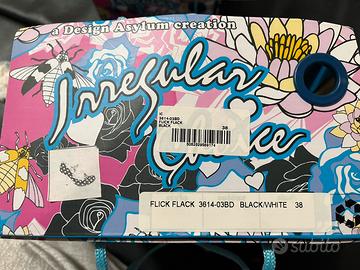 a Design Asylum creation
Irregular
Choice
IC
3614-03BD
FLICK FLACK
BLACK
38
FLICK FLACK 3614-03BD BLACK/WHITE 38
subito